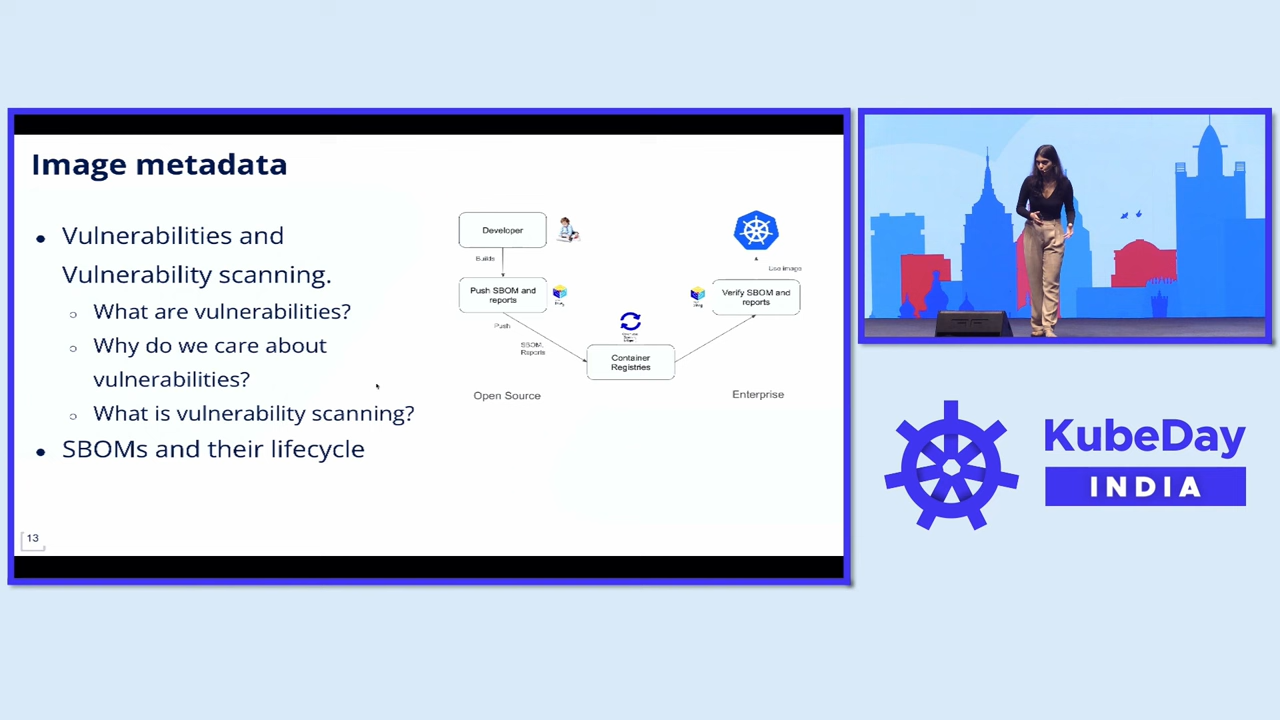 Image metadata
Vulnerabilities and
Vulnerability scanning.
What are vulnerabilities?
Why do we care about
vulnerabilities?
What is vulnerability scanning?
SBOMs and their lifecycle
13
Developer
Builds
Push SBOM and
reports
Push
SBOM,
Reports
Container
Registries
Use image
Verify SBOM and
reports
Open Source
Enterprise
KubeDay
INDIA